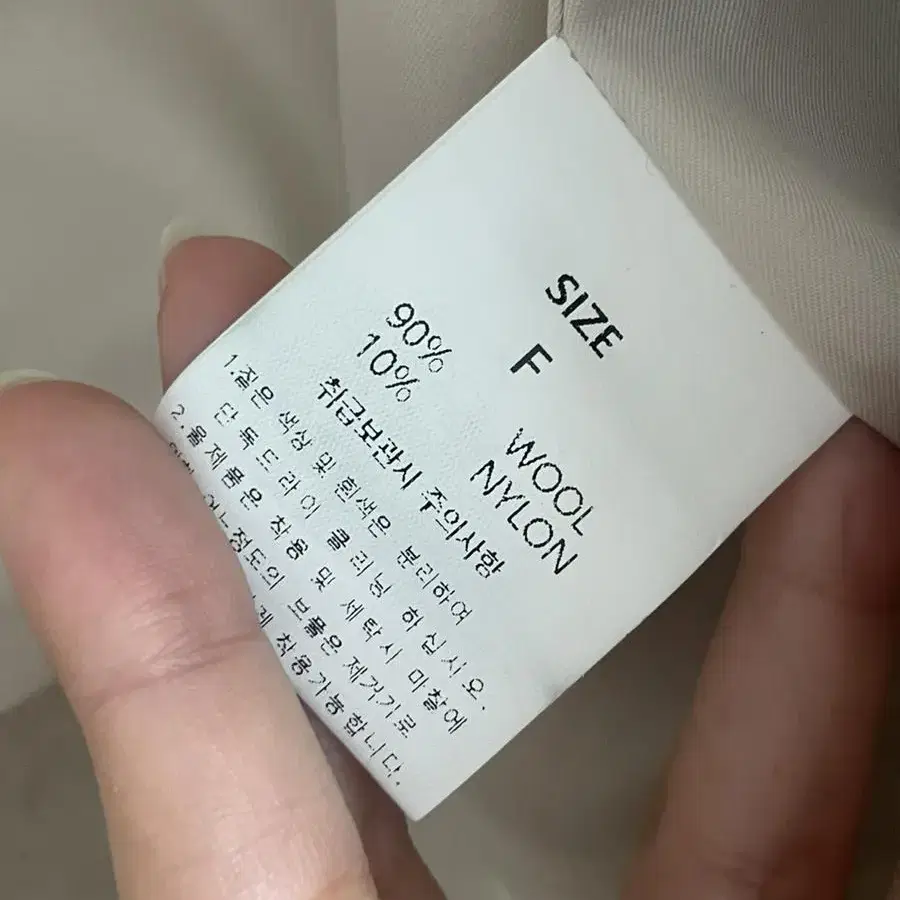 SIZE
F
90% WOOL
10% NYLON
취급보관시 주의사항
1.짙은 색상 및 흰색은 분리하여
단독드라이 클리닝 하십시오.
2.울제품은 착용 및 세탁시 마찰에
어느정도의 보풀은 제거기로
착용가능합니다.